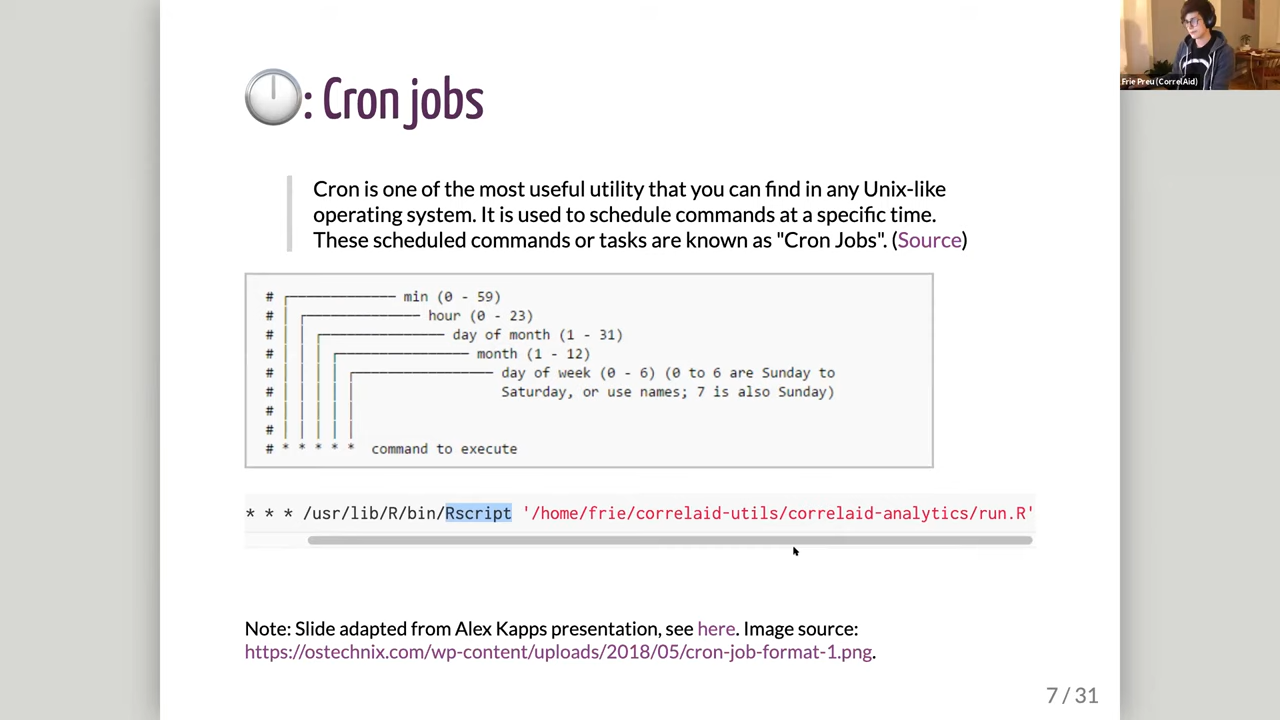 Frie Preu (CorrelAid)
🕛: Cron jobs
Cron is one of the most useful utility that you can find in any Unix-like
operating system. It is used to schedule commands at a specific time.
These scheduled commands or tasks are known as "Cron Jobs". (Source)
# ┌───────────── min (0 - 59)
# │ ┌───────────── hour (0 - 23)
# │ │ ┌───────────── day of month (1 - 31)
# │ │ │ ┌───────────── month (1 - 12)
# │ │ │ │ ┌───────────── day of week (0 - 6) (0 to 6 are Sunday to
# │ │ │ │ │ Saturday, or use names; 7 is also Sunday)
# │ │ │ │ │
# │ │ │ │ │
# * * * * * command to execute
* * * /usr/lib/R/bin/Rscript '/home/frie/correlaid-utils/correlaid-analytics/run.R'
Note: Slide adapted from Alex Kapps presentation, see here. Image source:
https://ostechnix.com/wp-content/uploads/2018/05/cron-job-format-1.png.
7 / 31